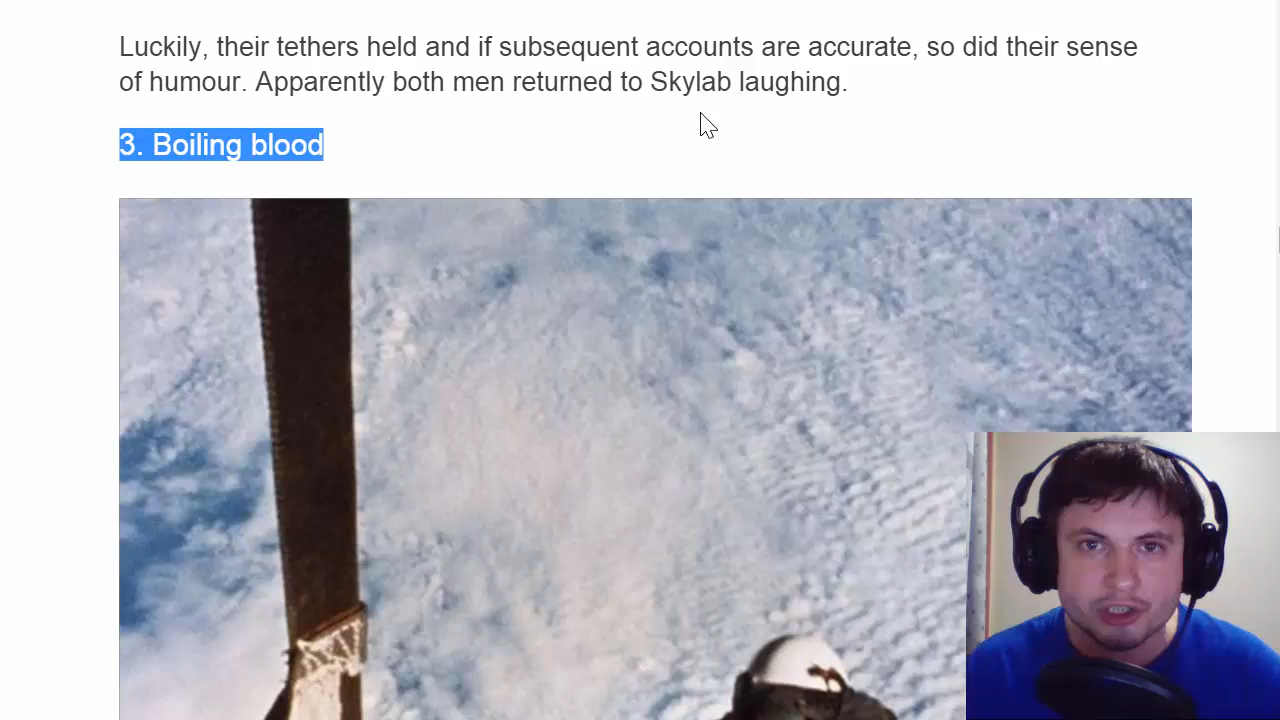 Luckily, their tethers held and if subsequent accounts are accurate, so did their sense
of humour. Apparently both men returned to Skylab laughing.
3. Boiling blood